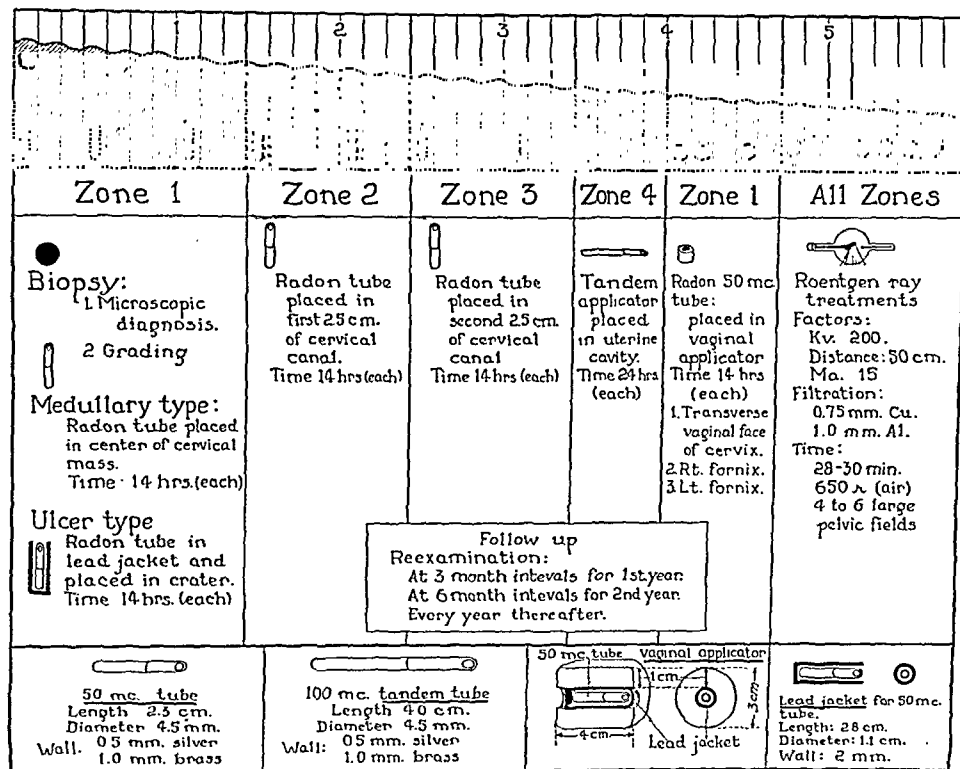 1 2 3 4 5
Zone 1
Biopsy:
1. Microscopic
diagnosis.
2 Grading
Medullary type:
Radon tube placed
in center of cervical
mass.
Time - 14 hrs. (each)
Ulcer type
Radon tube in
lead jacket and
placed in crater.
Time 14 hrs. (each)
Zone 2
Radon tube
placed in
first 2.5 cm.
of cervical
canal.
Time 14 hrs (each)
Zone 3
Radon tube
placed in
second 2.5 cm.
of cervical
canal
Time 14 hrs (each)
Zone 4
Tandem
applicator
placed
in uterine
cavity.
Time 24 hrs
(each)
Zone 1
Radon 50 mc.
tube:
placed in
vaginal
applicator
Time 14 hrs
(each)
1. Transverse
vaginal face
of cervix.
2. Rt. fornix.
3. Lt. fornix.
All Zones
Roentgen ray
treatments
Factors:
Kv. 200.
Distance: 50 cm.
Ma. 15
Filtration:
0.75 mm. Cu.
1.0 mm. Al.
Time:
28-30 min.
650 r (air)
4 to 6 large
pelvic fields
Follow up
Reexamination:
At 3 month intevals for 1st year.
At 6 month intevals for 2nd year.
Every year thereafter.
50 mc. tube
Length 2.5 cm.
Diameter 4.5 mm.
Wall. 0.5 mm. silver
1.0 mm. brass
100 mc. tandem tube
Length 4.0 cm.
Diameter 4.5 mm.
Wall: 0.5 mm. silver
1.0 mm. brass
50 mc. tube vaginal applicator
1cm.
3cm
4cm
Lead jacket
Lead jacket for 50 mc.
tube.
Length: 2.8 cm.
Diameter: 1.1 cm.
Wall: 2 mm.